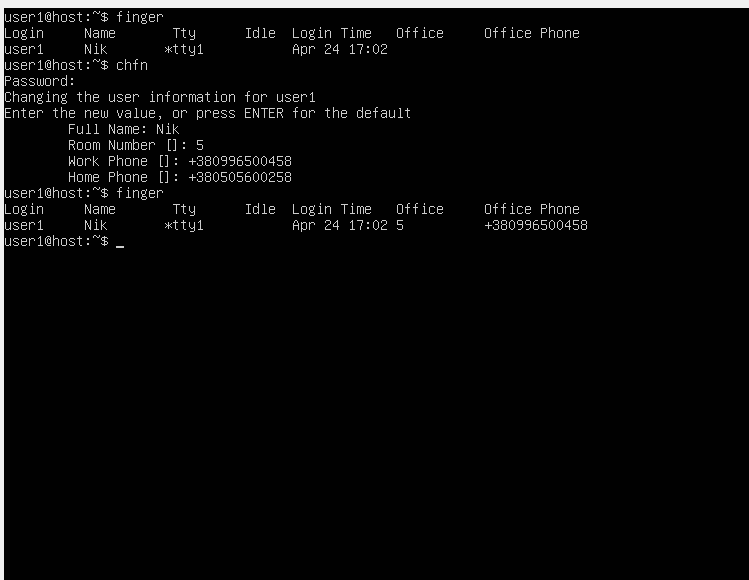 user1@host:~$ finger
Login     Name       Tty      Idle  Login Time   Office     Office Phone
user1     Nik       *tty1           Apr 24 17:02
user1@host:~$ chfn
Password:
Changing the user information for user1
Enter the new value, or press ENTER for the default
        Full Name: Nik
        Room Number []: 5
        Work Phone []: +380996500458
        Home Phone []: +380505600258
user1@host:~$ finger
Login     Name       Tty      Idle  Login Time   Office     Office Phone
user1     Nik       *tty1           Apr 24 17:02 5          +380996500458
user1@host:~$ _